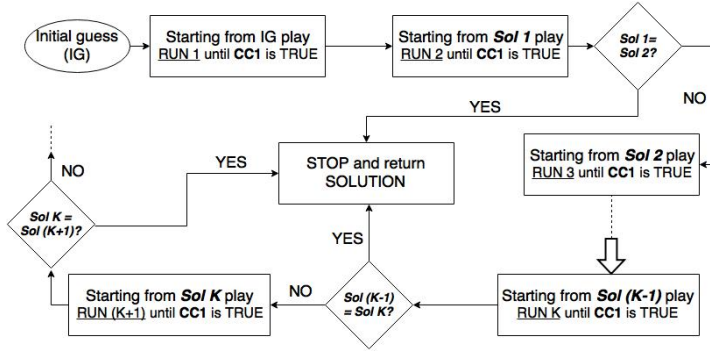 Initial guess
(IG)
Starting from IG play
RUN 1 until CC1 is TRUE
Starting from Sol 1 play
RUN 2 until CC1 is TRUE
Sol 1=
Sol 2?
YES
NO
STOP and return
SOLUTION
Starting from Sol 2 play
RUN 3 until CC1 is TRUE
NO
YES
Sol K =
Sol (K+1)?
YES
Starting from Sol K play
RUN (K+1) until CC1 is TRUE
NO
Sol (K-1)
= Sol K?
Starting from Sol (K-1) play
RUN K until CC1 is TRUE